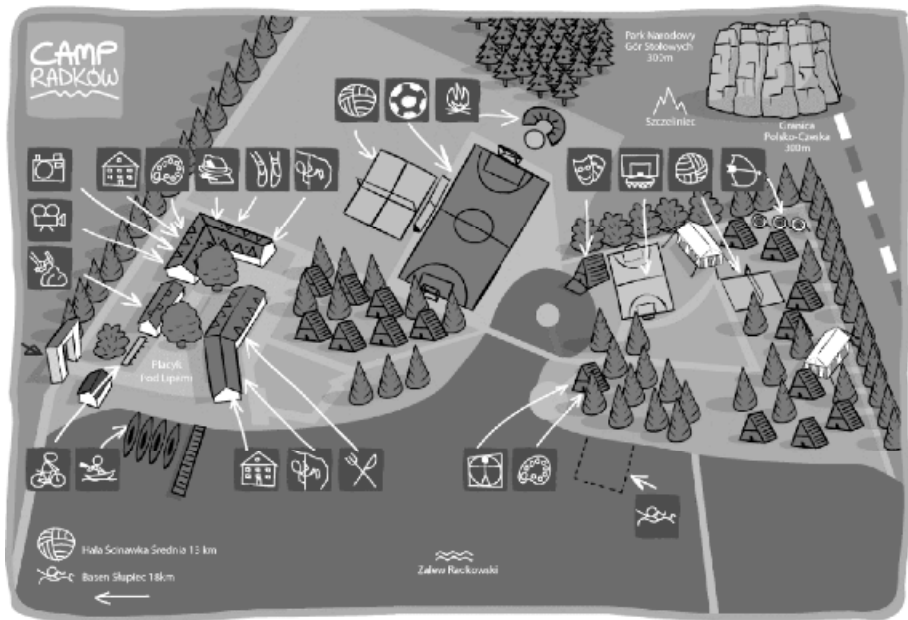 CAMP
RADKÓW
Park Narodowy
Gór Stołowych
300m
Szczeliniec
Granica
Polsko-Czeska
300m
Placyk
Pod Lipami
Hala Ścinawka Średnia 13 km
Basen Słupiec 18km
Zalew Radkowski